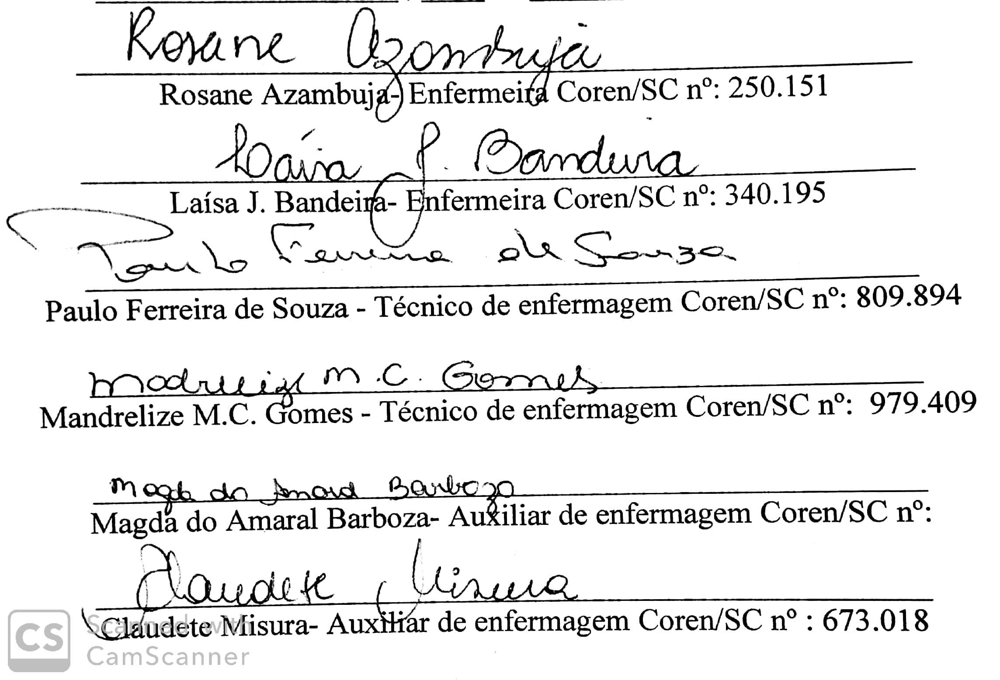 Rosane Azambuja
Rosane Azambuja- Enfermeira Coren/SC nº: 250.151
Laísa J. Bandeira
Laísa J. Bandeira- Enfermeira Coren/SC nº: 340.195
Paulo Ferreira de Souza
Paulo Ferreira de Souza - Técnico de enfermagem Coren/SC nº: 809.894
M.C. Gomes
Mandrelize M.C. Gomes - Técnico de enfermagem Coren/SC nº: 979.409
Magda do Amaral Barboza
Magda do Amaral Barboza- Auxiliar de enfermagem Coren/SC nº:
Claudete Misura
Claudete Misura- Auxiliar de enfermagem Coren/SC nº : 673.018
CS Scanned with
CamScanner